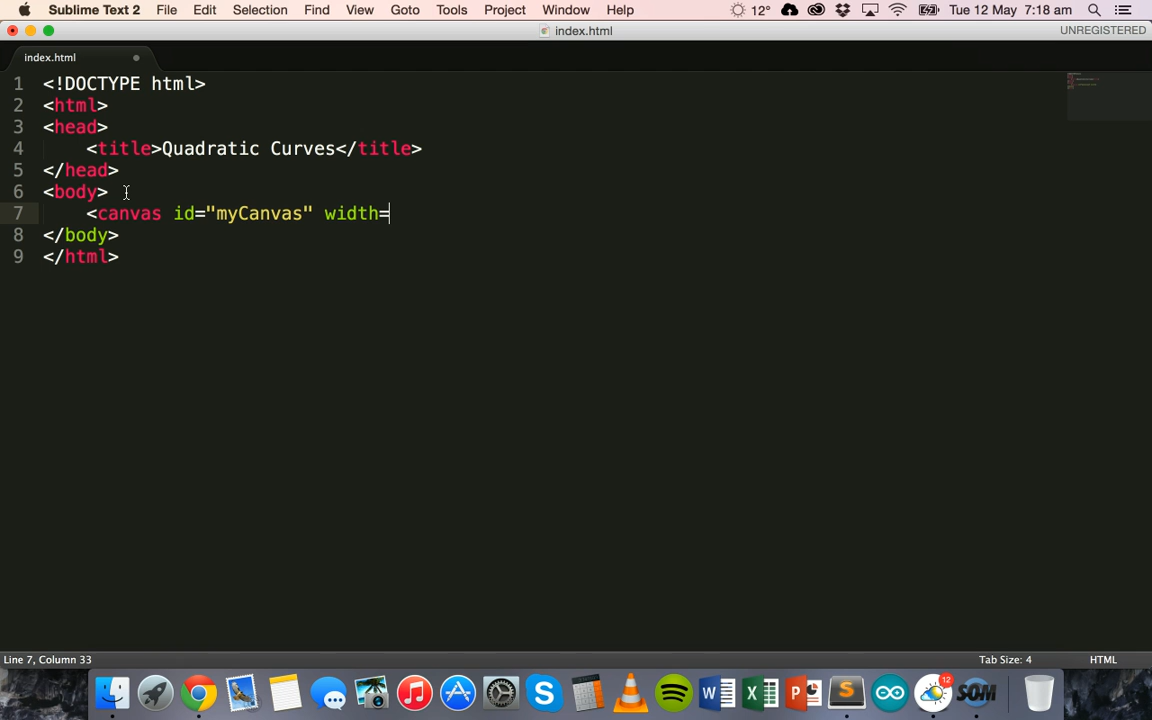 Sublime Text 2 File Edit Selection Find View Goto Tools Project Window Help 12° Tue 12 May 7:18 am
index.html UNREGISTERED
index.html
1 <!DOCTYPE html>
2 <html>
3 <head>
4 <title>Quadratic Curves</title>
5 </head>
6 <body>
7 <canvas id="myCanvas" width=
8 </body>
9 </html>
Line 7, Column 33 Tab Size: 4 HTML
12
S W X P S SOM